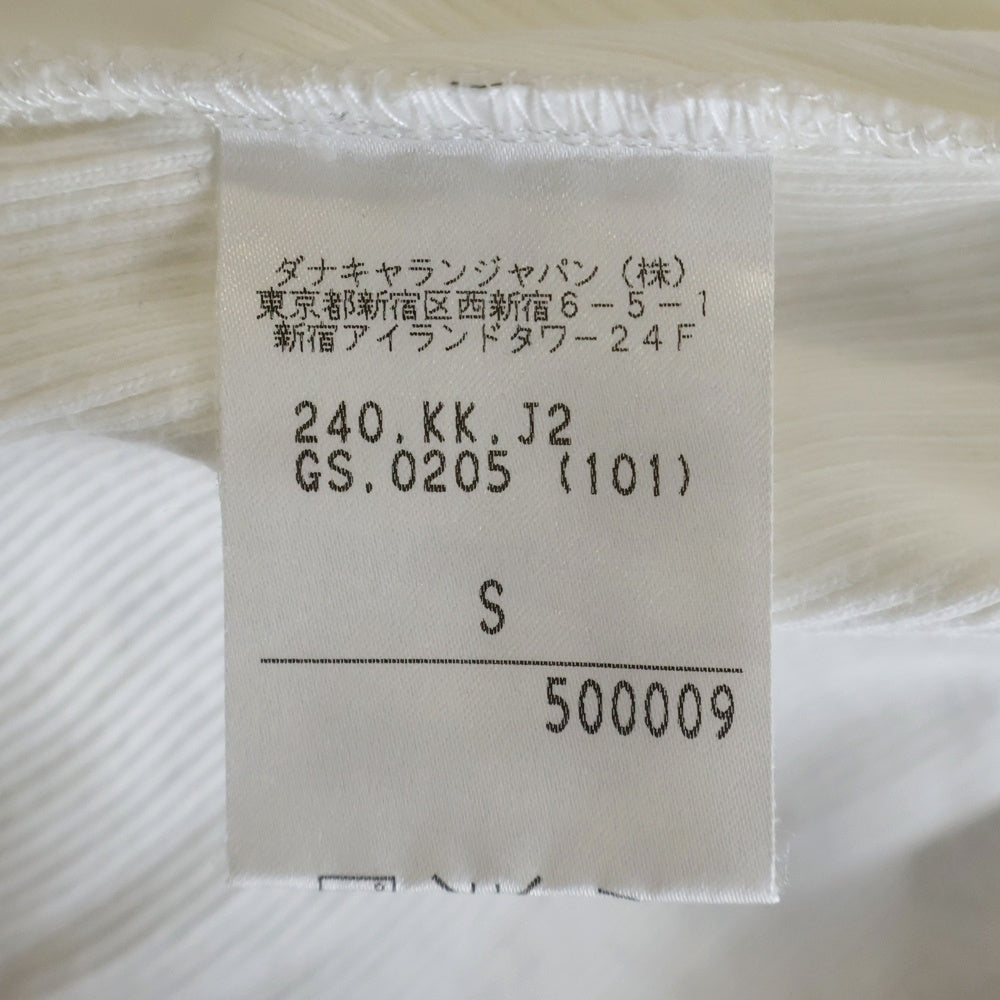 ダナキャランジャパン（株）
東京都新宿区西新宿6-5-1
新宿アイランドタワー24F
240.KK.J2
GS.0205 (101)
S
500009